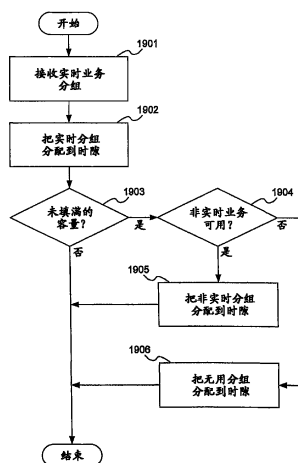 开始
1901
接收实时业务
分组
1902
把实时分组
分配到时隙
1903
未填满的
容量?
是
否
1904
非实时业务
可用?
否
是
1905
把非实时分组
分配到时隙
1906
把无用分组
分配到时隙
结束